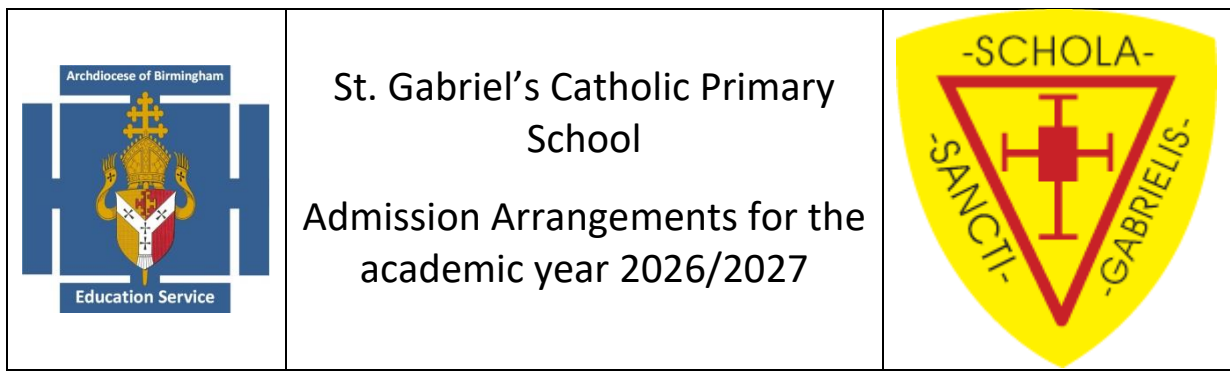 Archdiocese of Birmingham
Education Service
St. Gabriel’s Catholic Primary
School
Admission Arrangements for the
academic year 2026/2027
-SCHOLA-
-SANCTI-
-GABRIELIS-